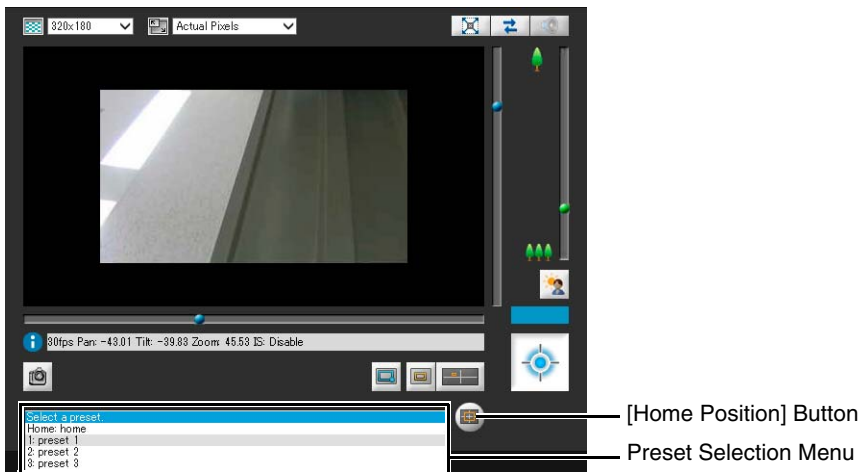 320x180 Actual Pixels
30fps Pan: -43.01 Tilt: -39.83 Zoom: 45.53 IS: Disable
Select a preset.
Home: home
1: preset 1
2: preset 2
3: preset 3
[Home Position] Button
Preset Selection Menu